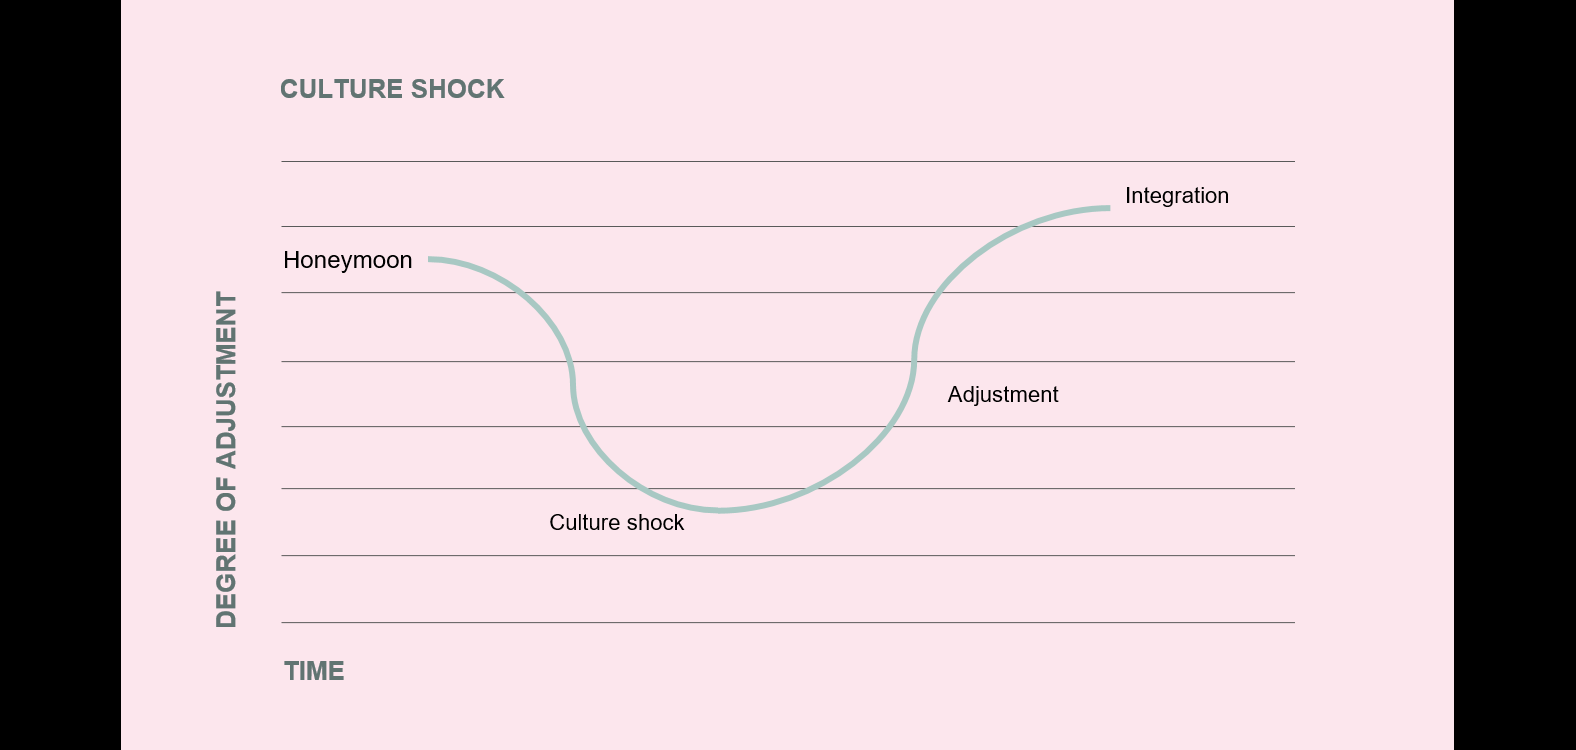 CULTURE SHOCK
Integration
Honeymoon
DEGREE OF ADJUSTMENT
Adjustment
Culture shock
TIME